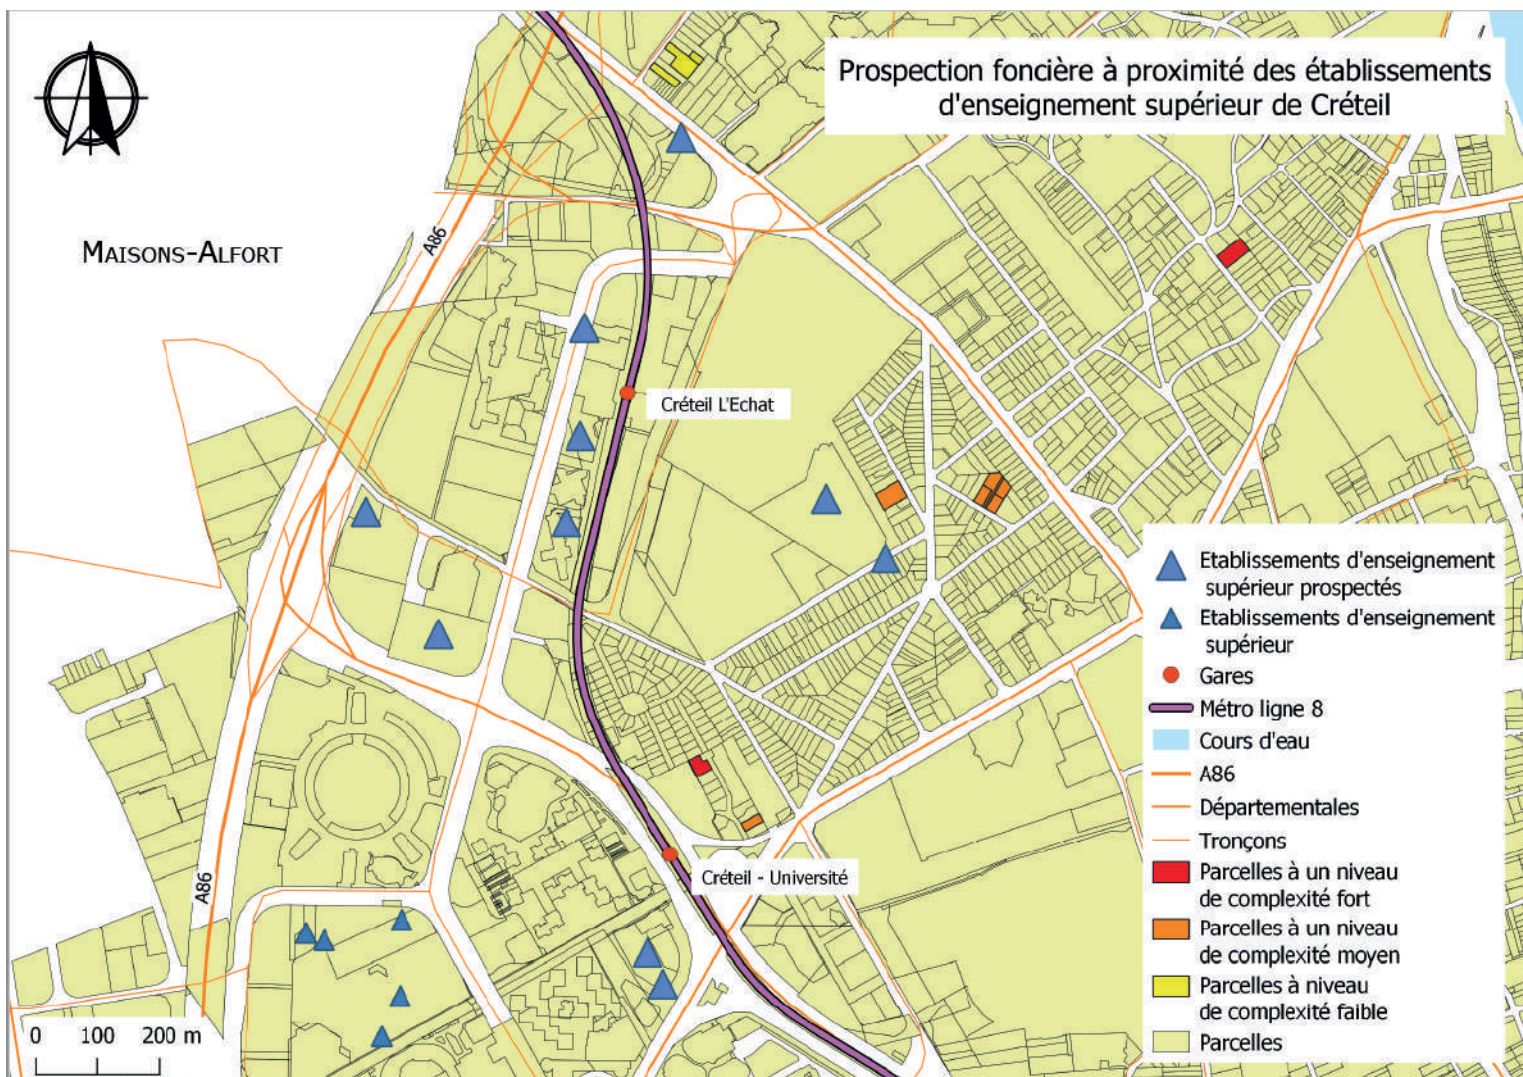 Prospection foncière à proximité des établissements
d'enseignement supérieur de Créteil
MAISONS-ALFORT
A86
Créteil L'Echat
Créteil - Université
A86
0 100 200 m
Etablissements d'enseignement
supérieur prospectés
Etablissements d'enseignement
supérieur
Gares
Métro ligne 8
Cours d'eau
A86
Départementales
Tronçons
Parcelles à un niveau
de complexité fort
Parcelles à un niveau
de complexité moyen
Parcelles à niveau
de complexité faible
Parcelles